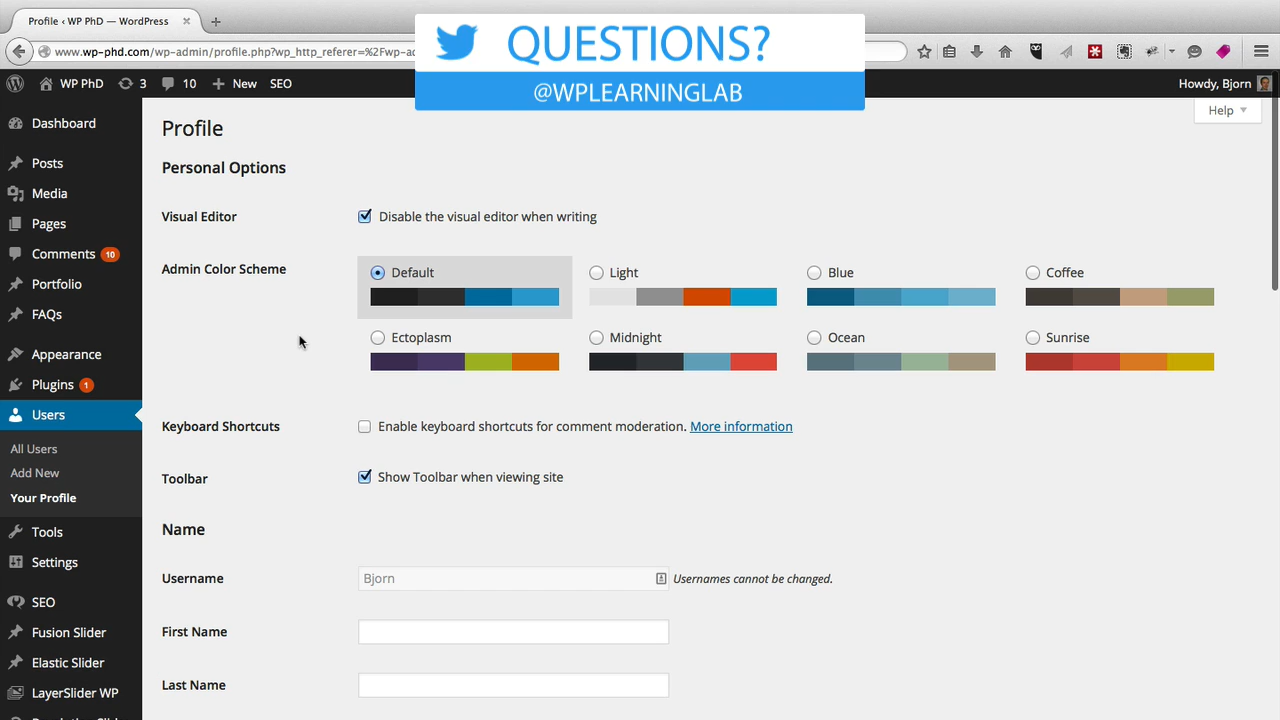 Profile ‹ WP PhD — WordPress
www.wp-phd.com/wp-admin/profile.php?wp_http_referer=%2Fwp-ac
QUESTIONS?
@WPLEARNINGLAB
WP PhD
3
10
New
SEO
Howdy, Bjorn
Help
Dashboard
Posts
Media
Pages
Comments 10
Portfolio
FAQs
Appearance
Plugins 1
Users
All Users
Add New
Your Profile
Tools
Settings
SEO
Fusion Slider
Elastic Slider
LayerSlider WP
Profile
Personal Options
Visual Editor
Disable the visual editor when writing
Admin Color Scheme
Default
Light
Blue
Coffee
Ectoplasm
Midnight
Ocean
Sunrise
Keyboard Shortcuts
Enable keyboard shortcuts for comment moderation. More information
Toolbar
Show Toolbar when viewing site
Name
Username
Bjorn
Usernames cannot be changed.
First Name
Last Name